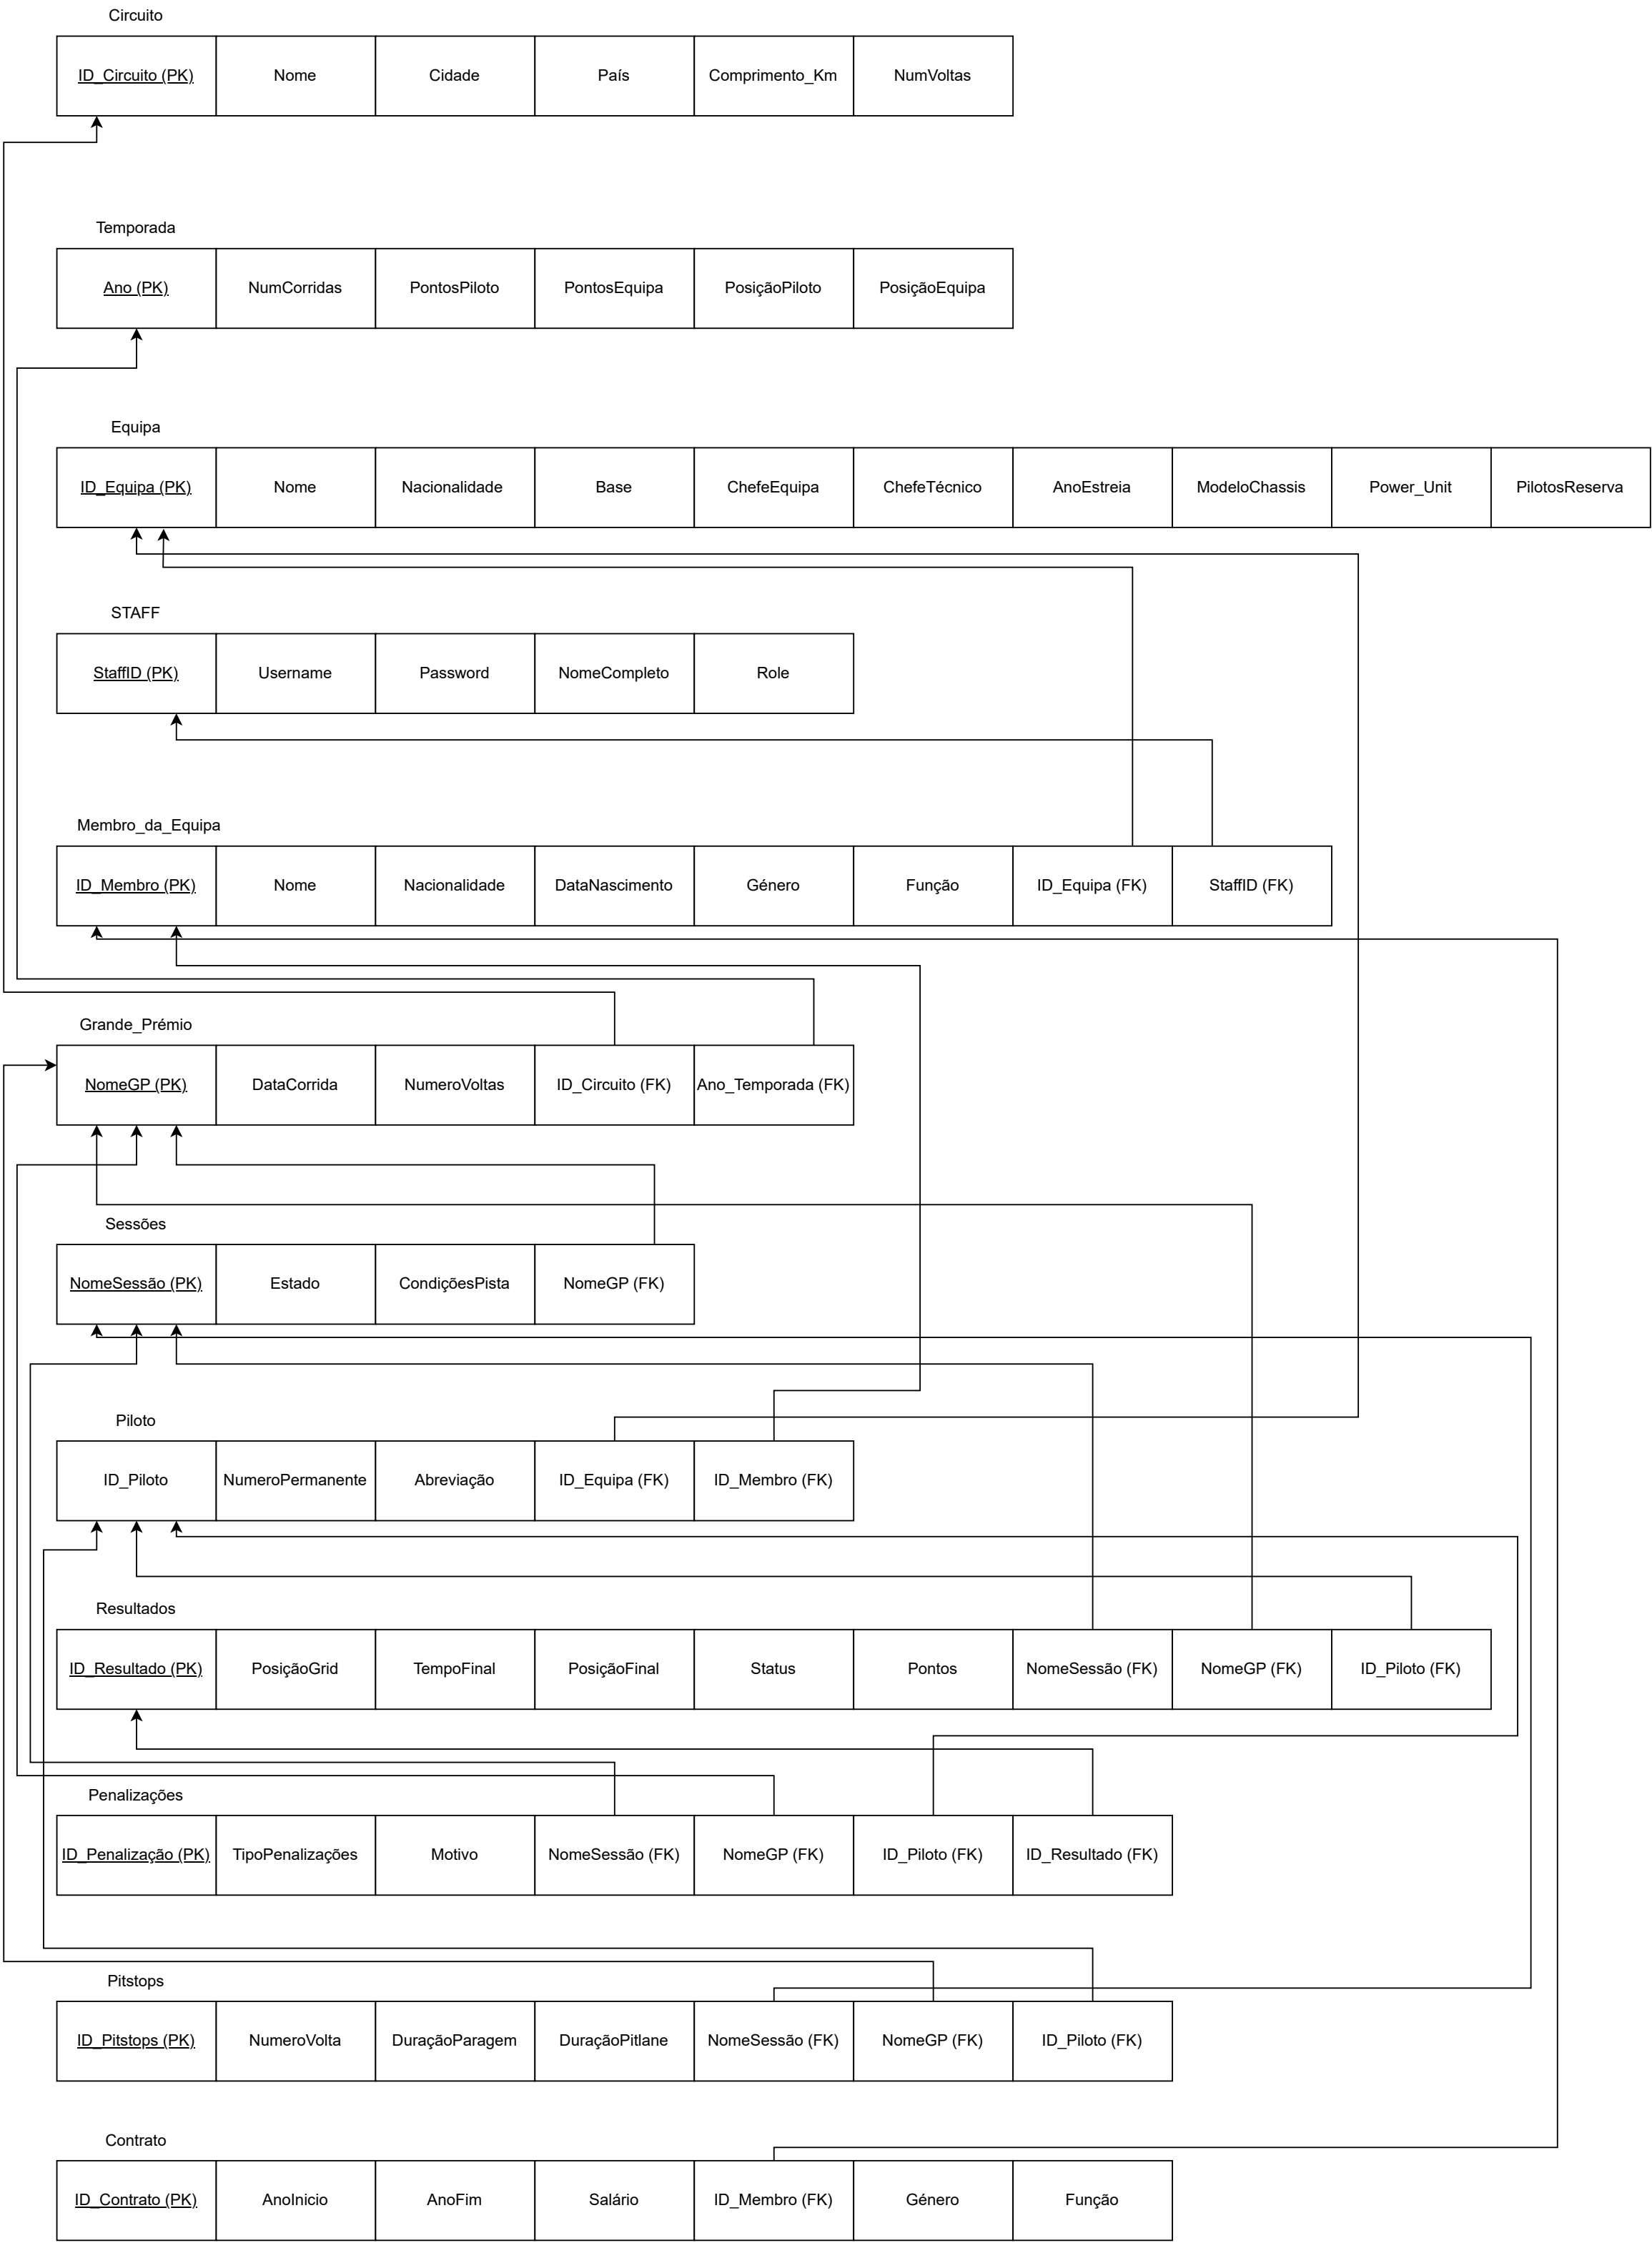 Circuito
ID_Circuito (PK) Nome Cidade País Comprimento_Km NumVoltas
Temporada
Ano (PK) NumCorridas PontosPiloto PontosEquipa PosiçãoPiloto PosiçãoEquipa
Equipa
ID_Equipa (PK) Nome Nacionalidade Base ChefeEquipa ChefeTécnico AnoEstreia ModeloChassis Power_Unit PilotosReserva
STAFF
StaffID (PK) Username Password NomeCompleto Role
Membro_da_Equipa
ID_Membro (PK) Nome Nacionalidade DataNascimento Género Função ID_Equipa (FK) StaffID (FK)
Grande_Prémio
NomeGP (PK) DataCorrida NumeroVoltas ID_Circuito (FK) Ano_Temporada (FK)
Sessões
NomeSessão (PK) Estado CondiçõesPista NomeGP (FK)
Piloto
ID_Piloto NumeroPermanente Abreviação ID_Equipa (FK) ID_Membro (FK)
Resultados
ID_Resultado (PK) PosiçãoGrid TempoFinal PosiçãoFinal Status Pontos NomeSessão (FK) NomeGP (FK) ID_Piloto (FK)
Penalizações
ID_Penalização (PK) TipoPenalizações Motivo NomeSessão (FK) NomeGP (FK) ID_Piloto (FK) ID_Resultado (FK)
Pitstops
ID_Pitstops (PK) NumeroVolta DuraçãoParagem DuraçãoPitlane NomeSessão (FK) NomeGP (FK) ID_Piloto (FK)
Contrato
ID_Contrato (PK) AnoInicio AnoFim Salário ID_Membro (FK) Género Função